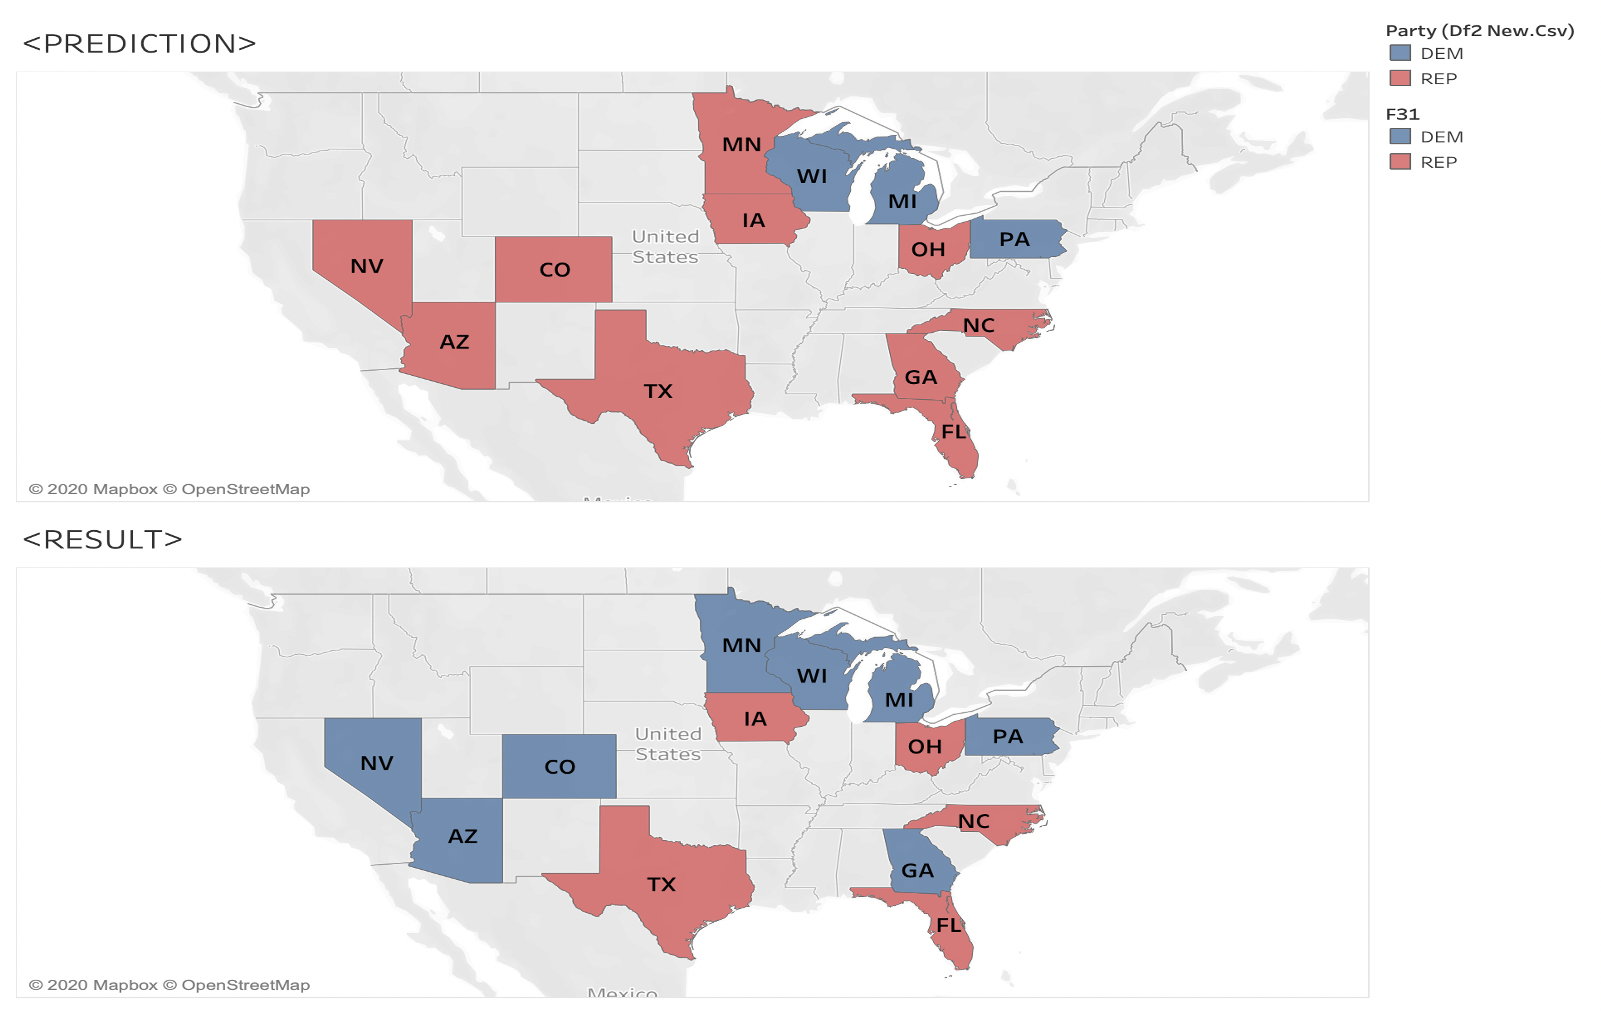 <PREDICTION>
Party (Df2 New.Csv)
DEM
REP
F31
DEM
REP
MN
WI
MI
IA
United
States
OH
PA
NV
CO
AZ
NC
TX
GA
FL
© 2020 Mapbox © OpenStreetMap
Mexico
<RESULT>
MN
WI
MI
IA
United
States
OH
PA
NV
CO
AZ
NC
GA
TX
FL
© 2020 Mapbox © OpenStreetMap
Mexico